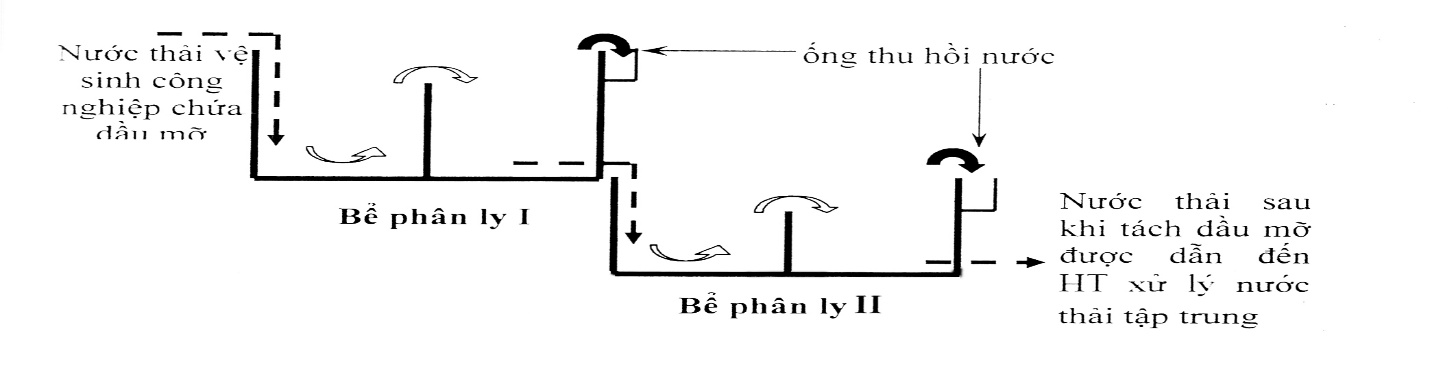 Nước thải vệ
sinh công
nghiệp chứa
dầu mỡ
ống thu hồi nước
Bể phân ly I
Nước thải sau
khi tách dầu mỡ
được dẫn đến
HT xử lý nước
thải tập trung
Bể phân ly II